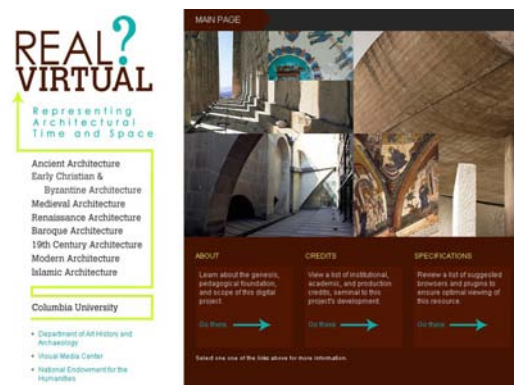 REAL?
VIRTUAL
Representing
Architectural
Time and Space
Ancient Architecture
Early Christian &
Byzantine Architecture
Medieval Architecture
Renaissance Architecture
Baroque Architecture
19th Century Architecture
Modern Architecture
Islamic Architecture
Columbia University
Department of Art History and
Archaeology
Visual Media Center
National Endowment for the
Humanities
MAIN PAGE
ABOUT
Learn about the genesis,
pedagogical foundation,
and scope of this digital
project.
Go there
CREDITS
View a list of institutional,
academic, and production
credits, seminal to this
project's development.
Go there
SPECIFICATIONS
Review a list of suggested
browsers and plugins to
ensure optimal viewing of
this resource.
Go there
Select one one of the links above for more information.